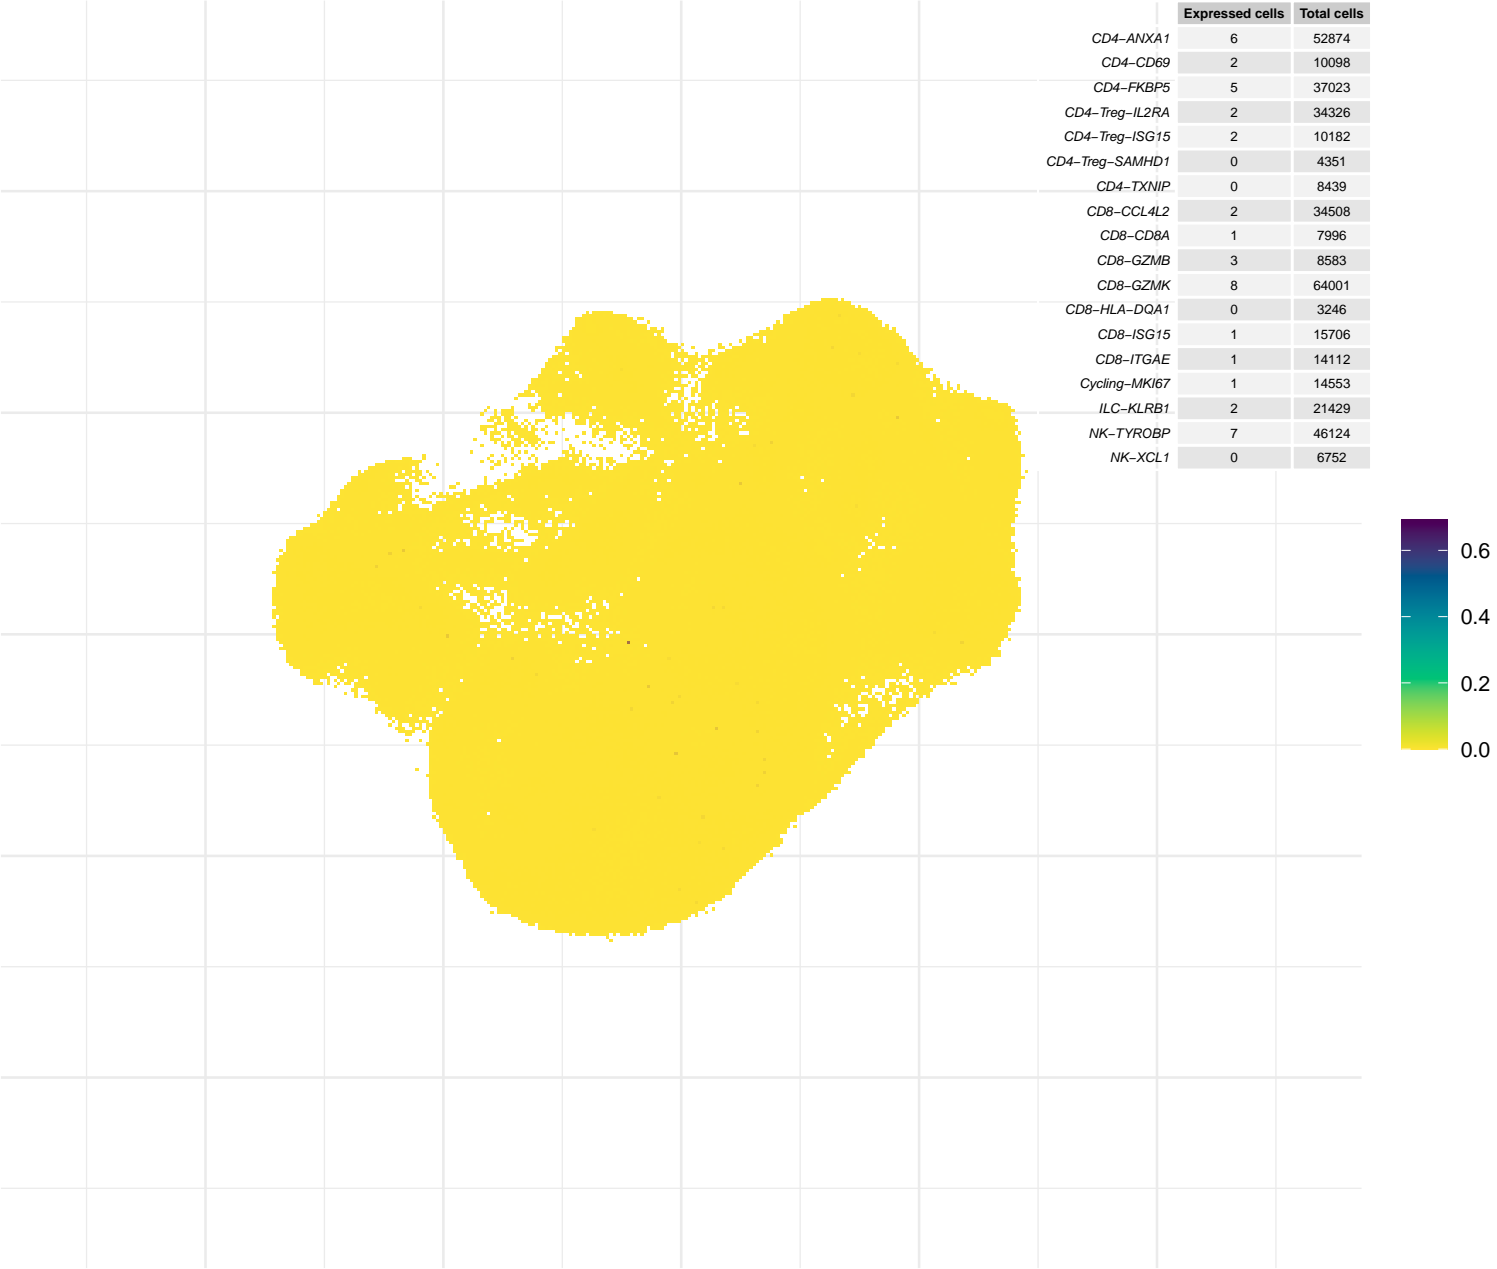 Expressed cells Total cells
CD4−ANXA1 6 52874
CD4−CD69 2 10098
CD4−FKBP5 5 37023
CD4−Treg−IL2RA 2 34326
CD4−Treg−ISG15 2 10182
CD4−Treg−SAMHD1 0 4351
CD4−TXNIP 0 8439
CD8−CCL4L2 2 34508
CD8−CD8A 1 7996
CD8−GZMB 3 8583
CD8−GZMK 8 64001
CD8−HLA−DQA1 0 3246
CD8−ISG15 1 15706
CD8−ITGAE 1 14112
Cycling−MKI67 1 14553
ILC−KLRB1 2 21429
NK−TYROBP 7 46124
NK−XCL1 0 6752
0.6
0.4
0.2
0.0